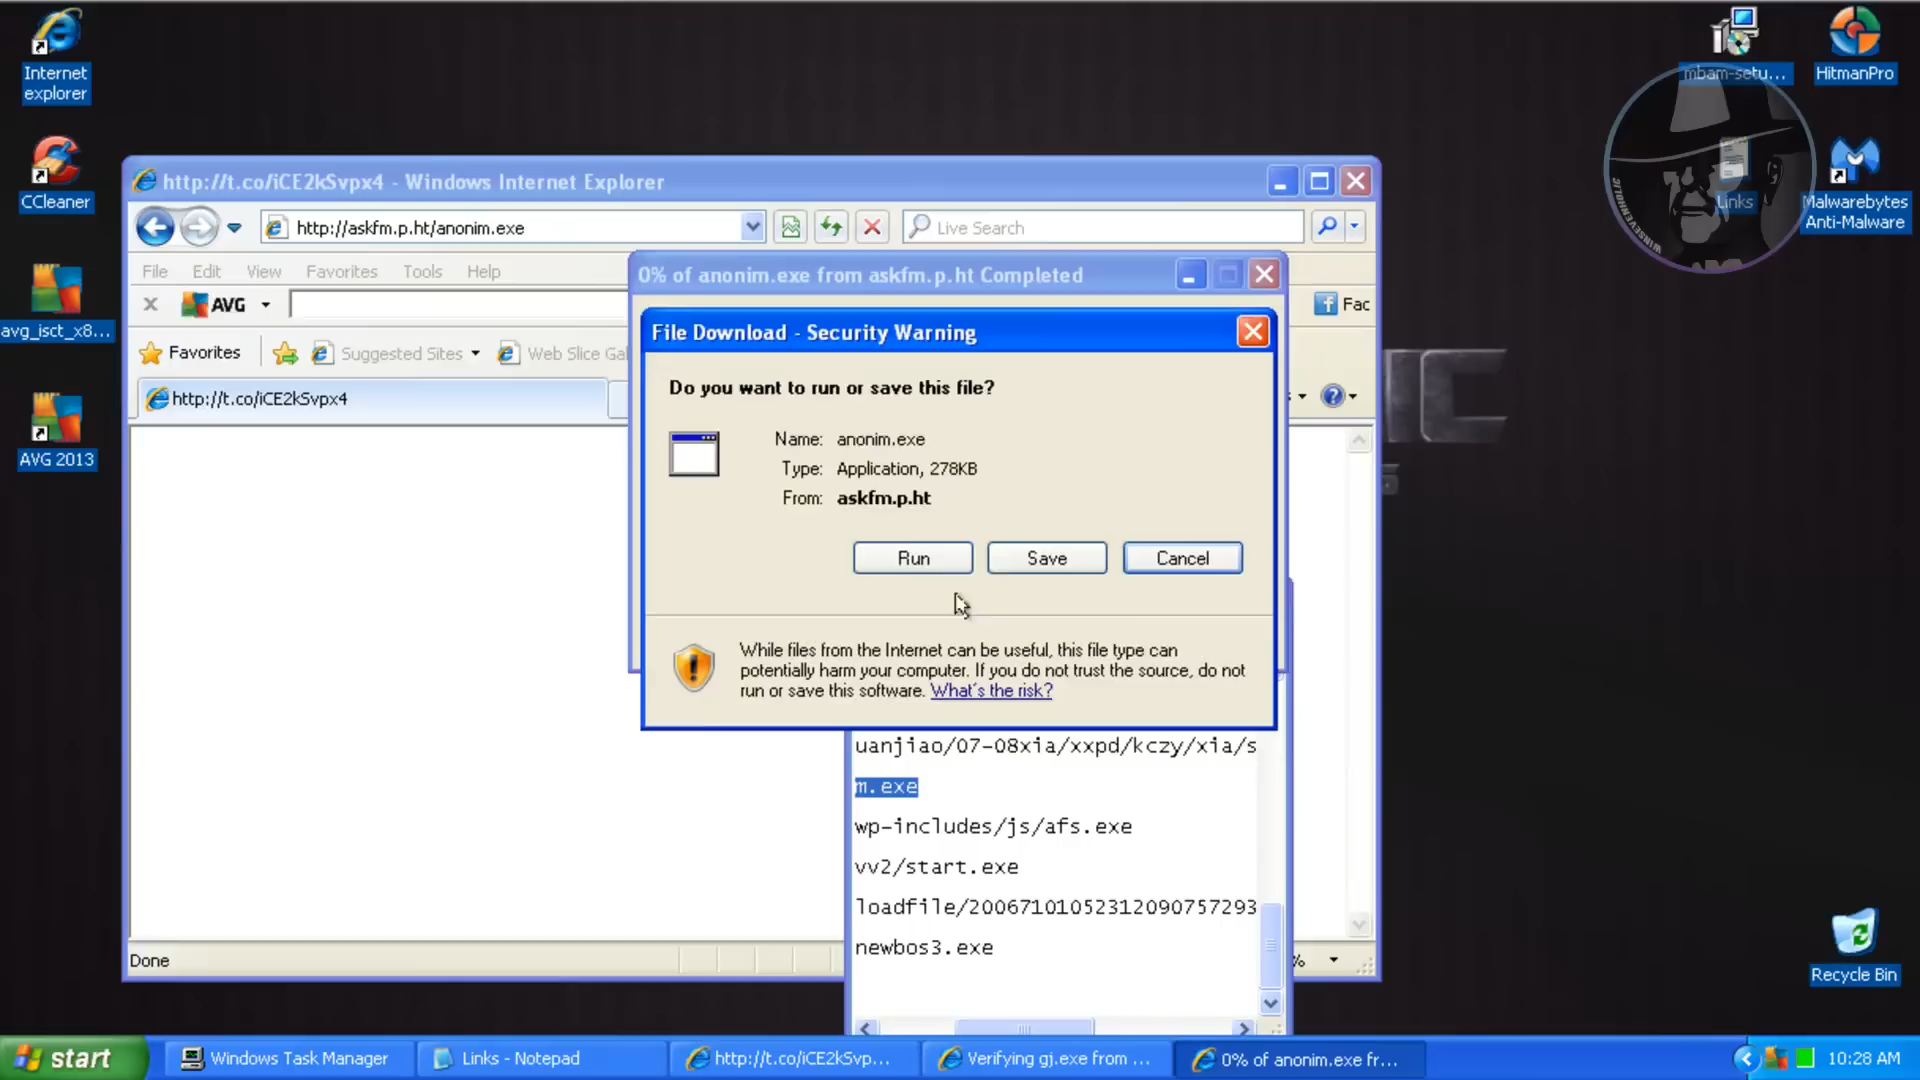 Internet
explorer
CCleaner
avg_isct_x8...
AVG 2013
mbam-setu...
HitmanPro
Links
Malwarebytes
Anti-Malware
Recycle Bin
http://t.co/iCE2kSvpx4 - Windows Internet Explorer
http://askfm.p.ht/anonim.exe
Live Search
File Edit View Favorites Tools Help
AVG
Fac
Favorites
Suggested Sites
Web Slice Gal
http://t.co/iCE2kSvpx4
0% of anonim.exe from askfm.p.ht Completed
File Download - Security Warning
Do you want to run or save this file?
Name: anonim.exe
Type: Application, 278KB
From: askfm.p.ht
Run Save Cancel
While files from the Internet can be useful, this file type can
potentially harm your computer. If you do not trust the source, do not
run or save this software. What's the risk?
uanjiao/07-08xia/xxpd/kczy/xia/s
m.exe
wp-includes/js/afs.exe
vv2/start.exe
loadfile/20067101052312090757293
newbos3.exe
Done
%
start
Windows Task Manager
Links - Notepad
http://t.co/iCE2kSvp...
Verifying gj.exe from ...
0% of anonim.exe fr...
10:28 AM